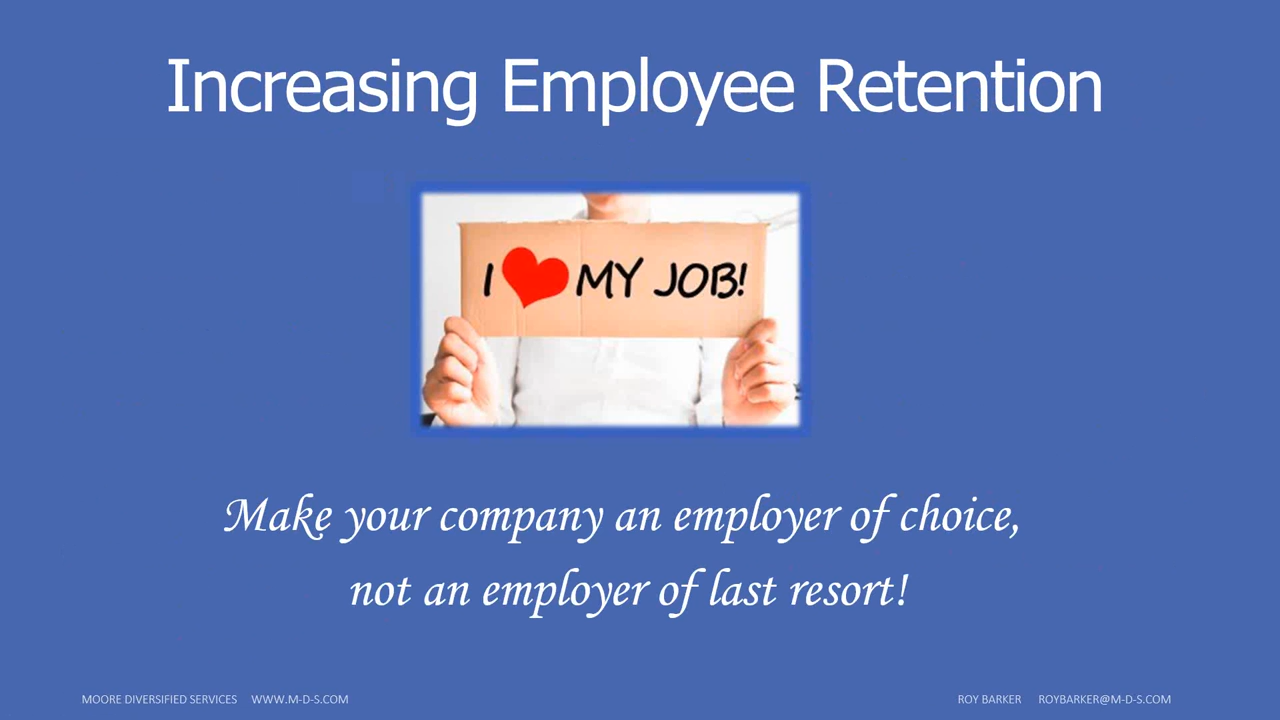 Increasing Employee Retention
I ❤ MY JOB!
Make your company an employer of choice,
not an employer of last resort!
MOORE DIVERSIFIED SERVICES WWW.M-D-S.COM
ROY BARKER ROYBARKER@M-D-S.COM